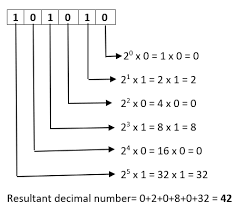 1 0 1 0 1 0
2⁰ x 0 = 1 x 0 = 0
2¹ x 1 = 2 x 1 = 2
2² x 0 = 4 x 0 = 0
2³ x 1 = 8 x 1 = 8
2⁴ x 0 = 16 x 0 = 0
2⁵ x 1 = 32 x 1 = 32
Resultant decimal number= 0+2+0+8+0+32 = 42